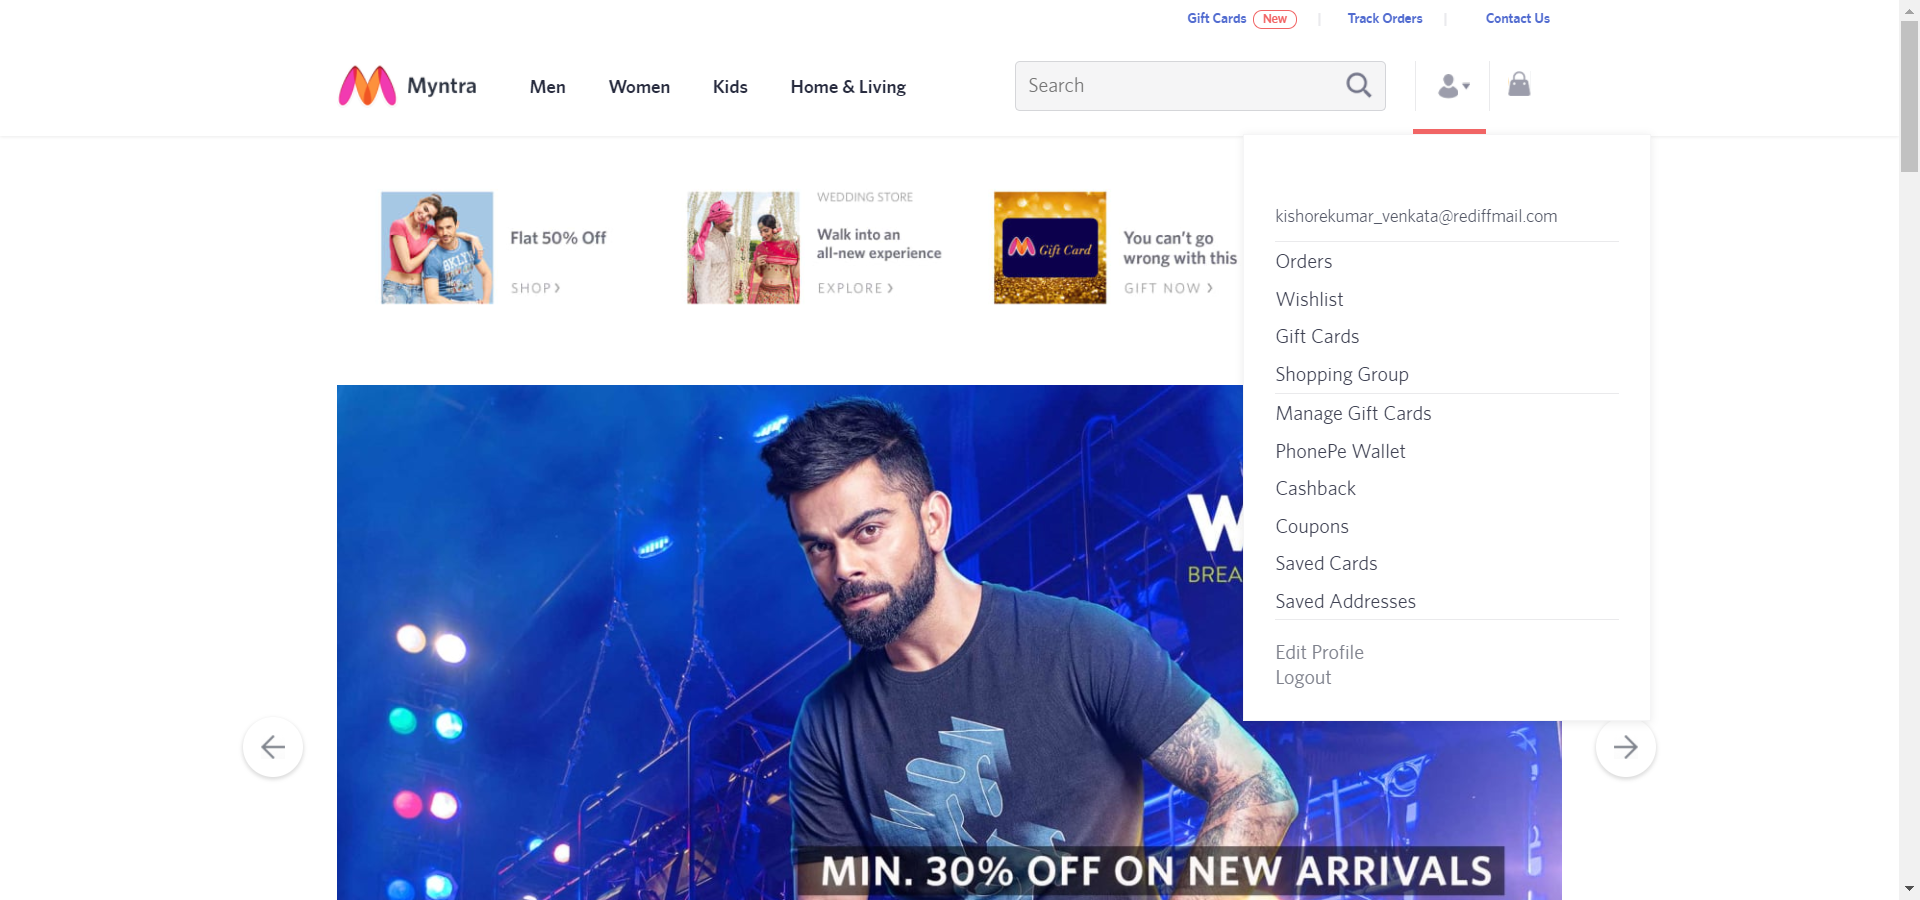 Gift Cards New Track Orders Contact Us
Myntra Men Women Kids Home & Living Search
Flat 50% Off
SHOP
WEDDING STORE
Walk into an
all-new experience
EXPLORE
Gift Card
You can't go
wrong with this
GIFT NOW
kishorekumar_venkata@rediffmail.com
Orders
Wishlist
Gift Cards
Shopping Group
Manage Gift Cards
PhonePe Wallet
Cashback
Coupons
Saved Cards
Saved Addresses
Edit Profile
Logout
W
BREA
MIN. 30% OFF ON NEW ARRIVALS